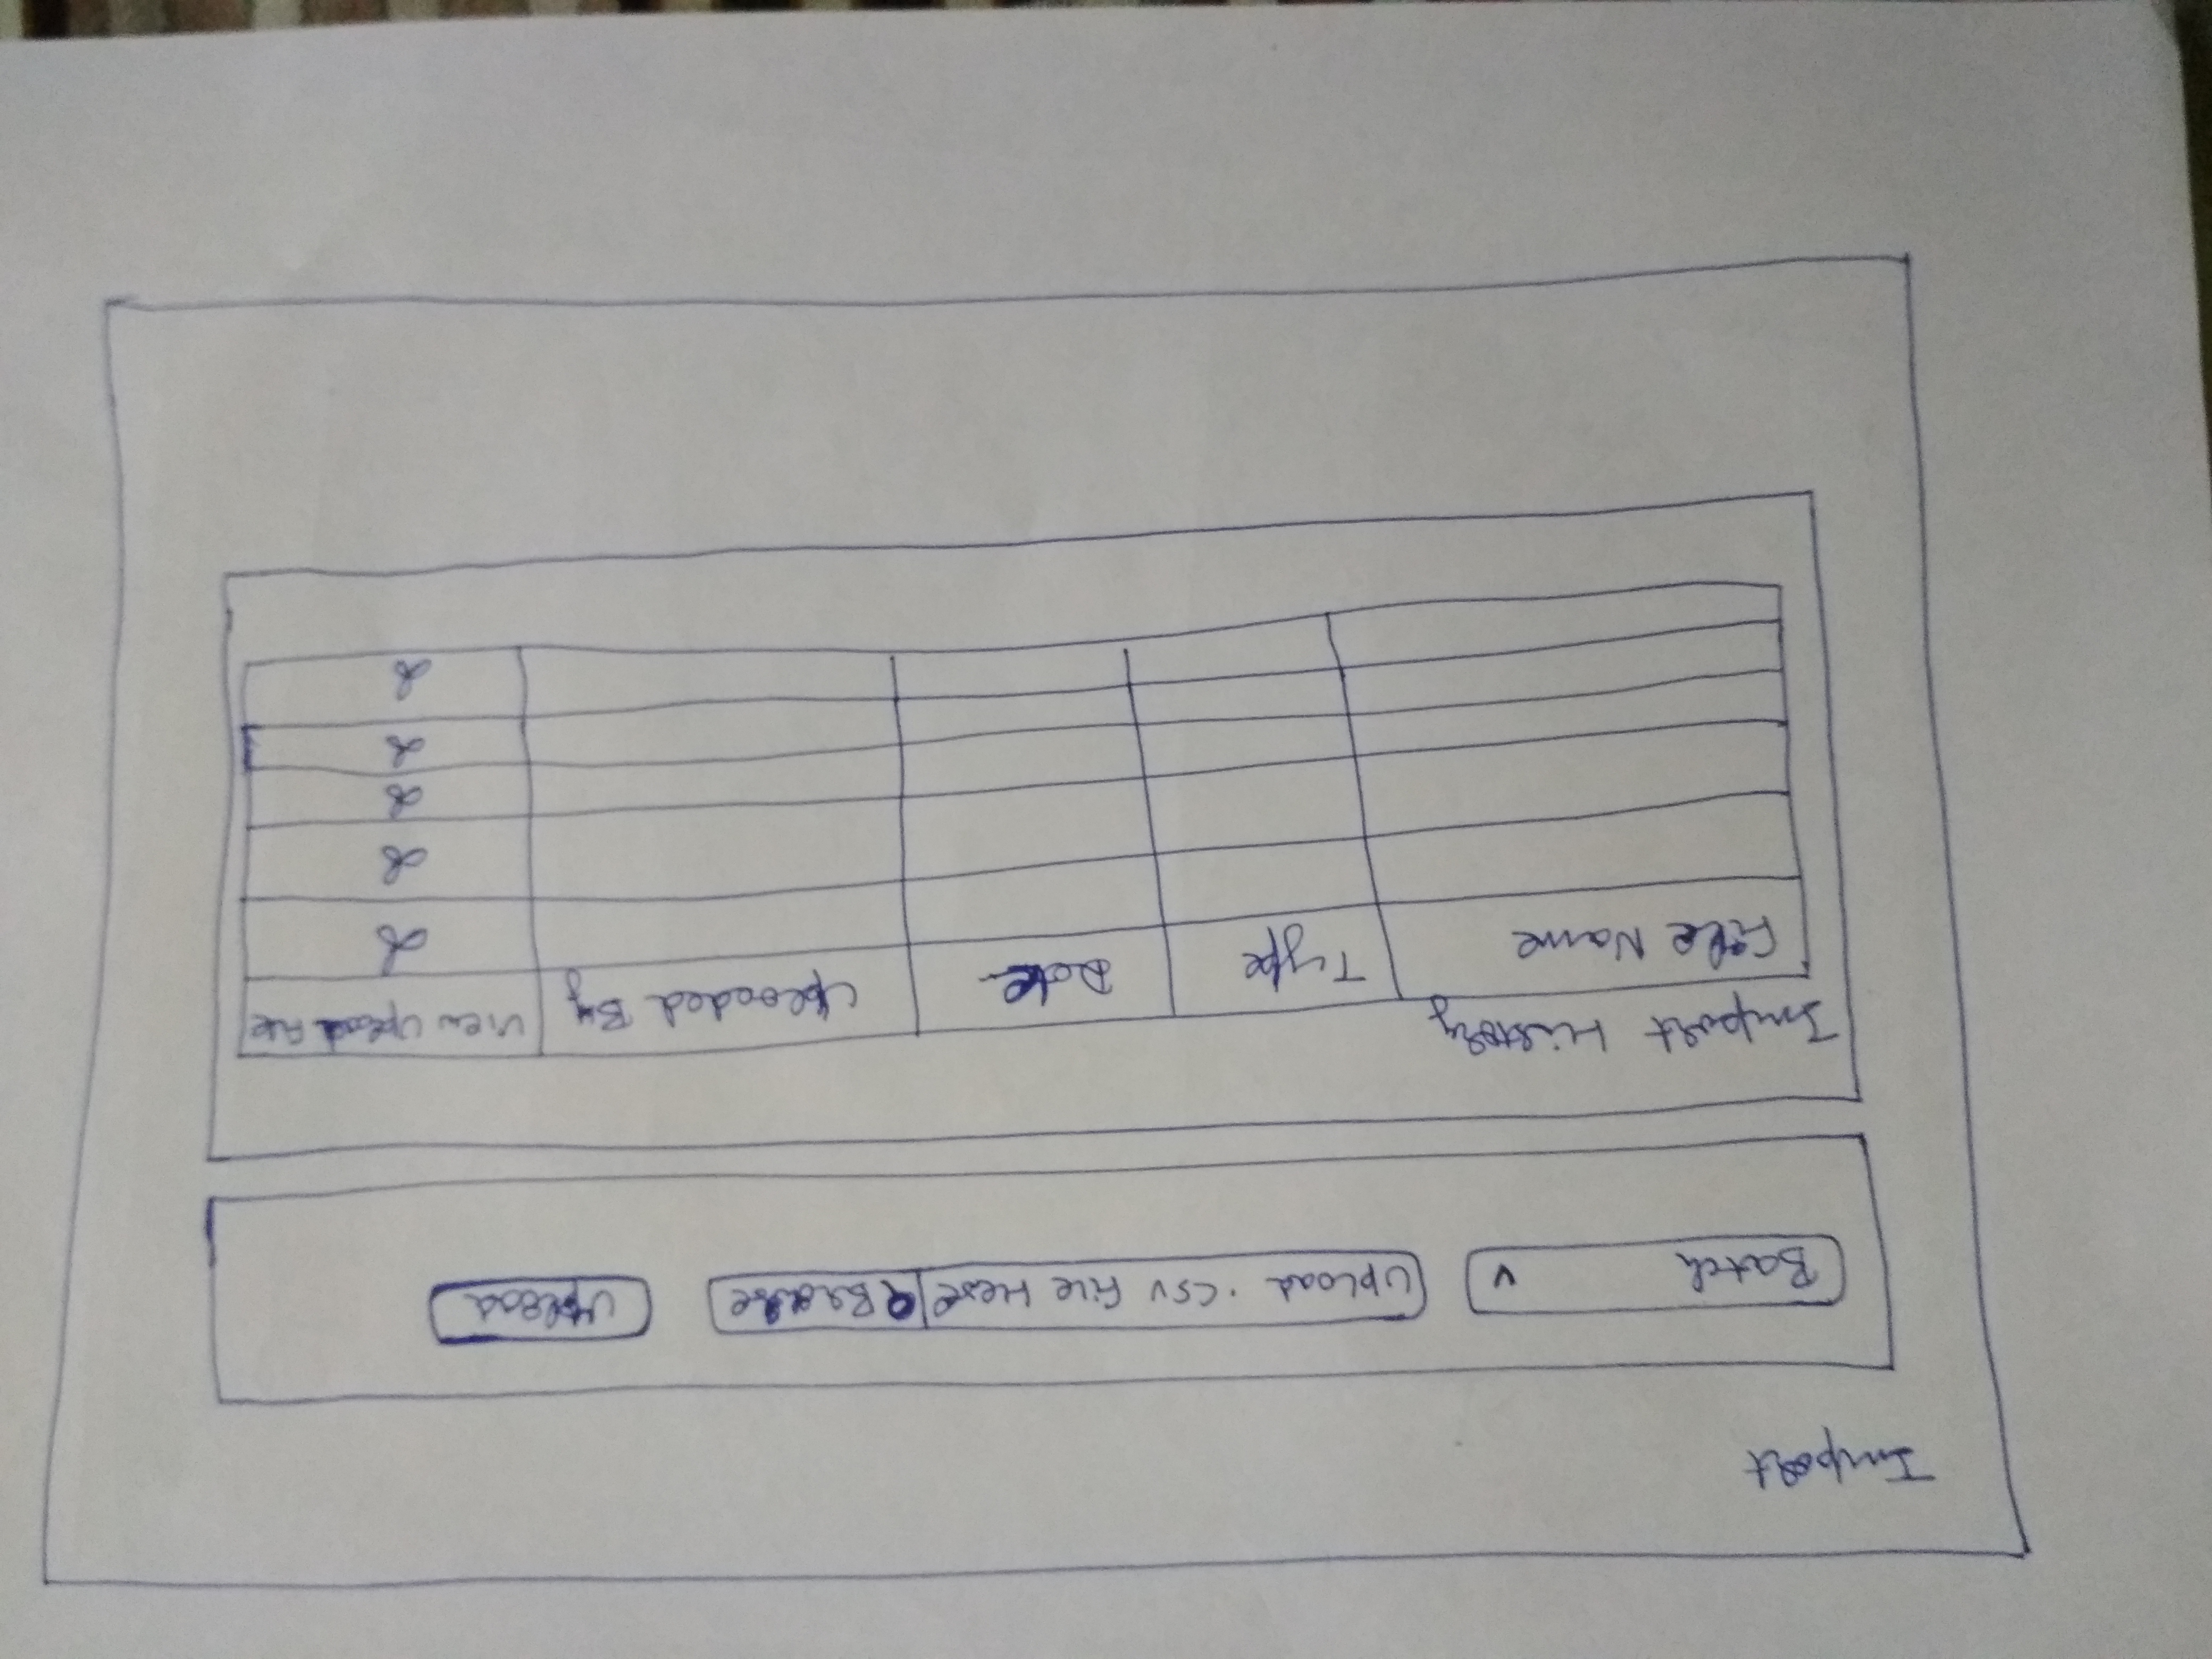 Import
Batch
Upload .CSV File Here Browse
Upload
Import History
File Name Type Date Uploaded By View Upload File